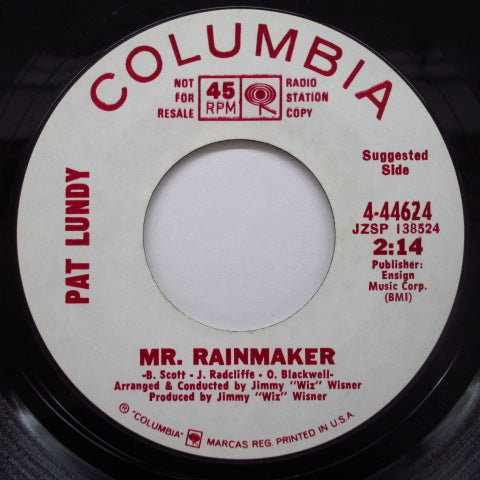 COLUMBIA
NOT
FOR
RESALE
45
RPM
RADIO
STATION
COPY
PAT LUNDY
Suggested
Side
4-44624
JZSP 138524
2:14
Publisher:
Ensign
Music Corp.
(BMI)
MR. RAINMAKER
-B. Scott - J. Radcliffe - O. Blackwell-
Arranged & Conducted by Jimmy "Wiz" Wisner
Produced by Jimmy "Wiz" Wisner
Ⓟ "COLUMBIA" MARCAS REG. PRINTED IN U.S.A.